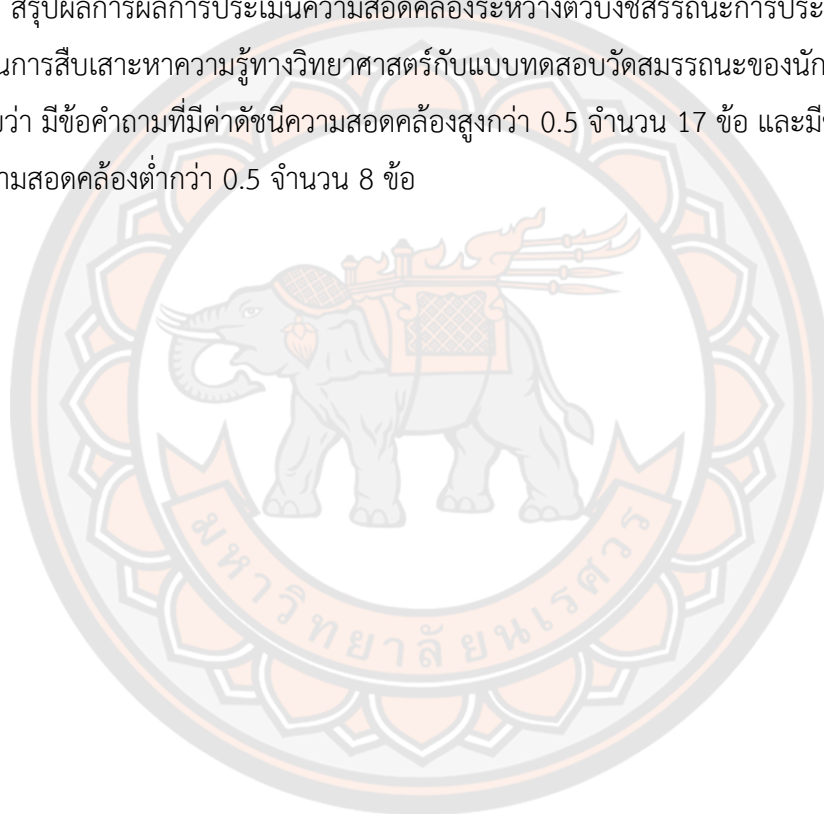 สรุปผลการผลการประเมินความสอดคล้องระหว่างตัวบ่งชี้สรรถนะการประ
นการสืบเสาะหาความรู้ทางวิทยาศาสตร์กับแบบทดสอบวัดสมรรถนะของนัก
ว่า มีข้อคำถามที่มีค่าดัชนีความสอดคล้องสูงกว่า 0.5 จำนวน 17 ข้อ และมี
ามสอดคล้องต่ำกว่า 0.5 จำนวน 8 ข้อ
มหาวิทยาลัยนเรศวร